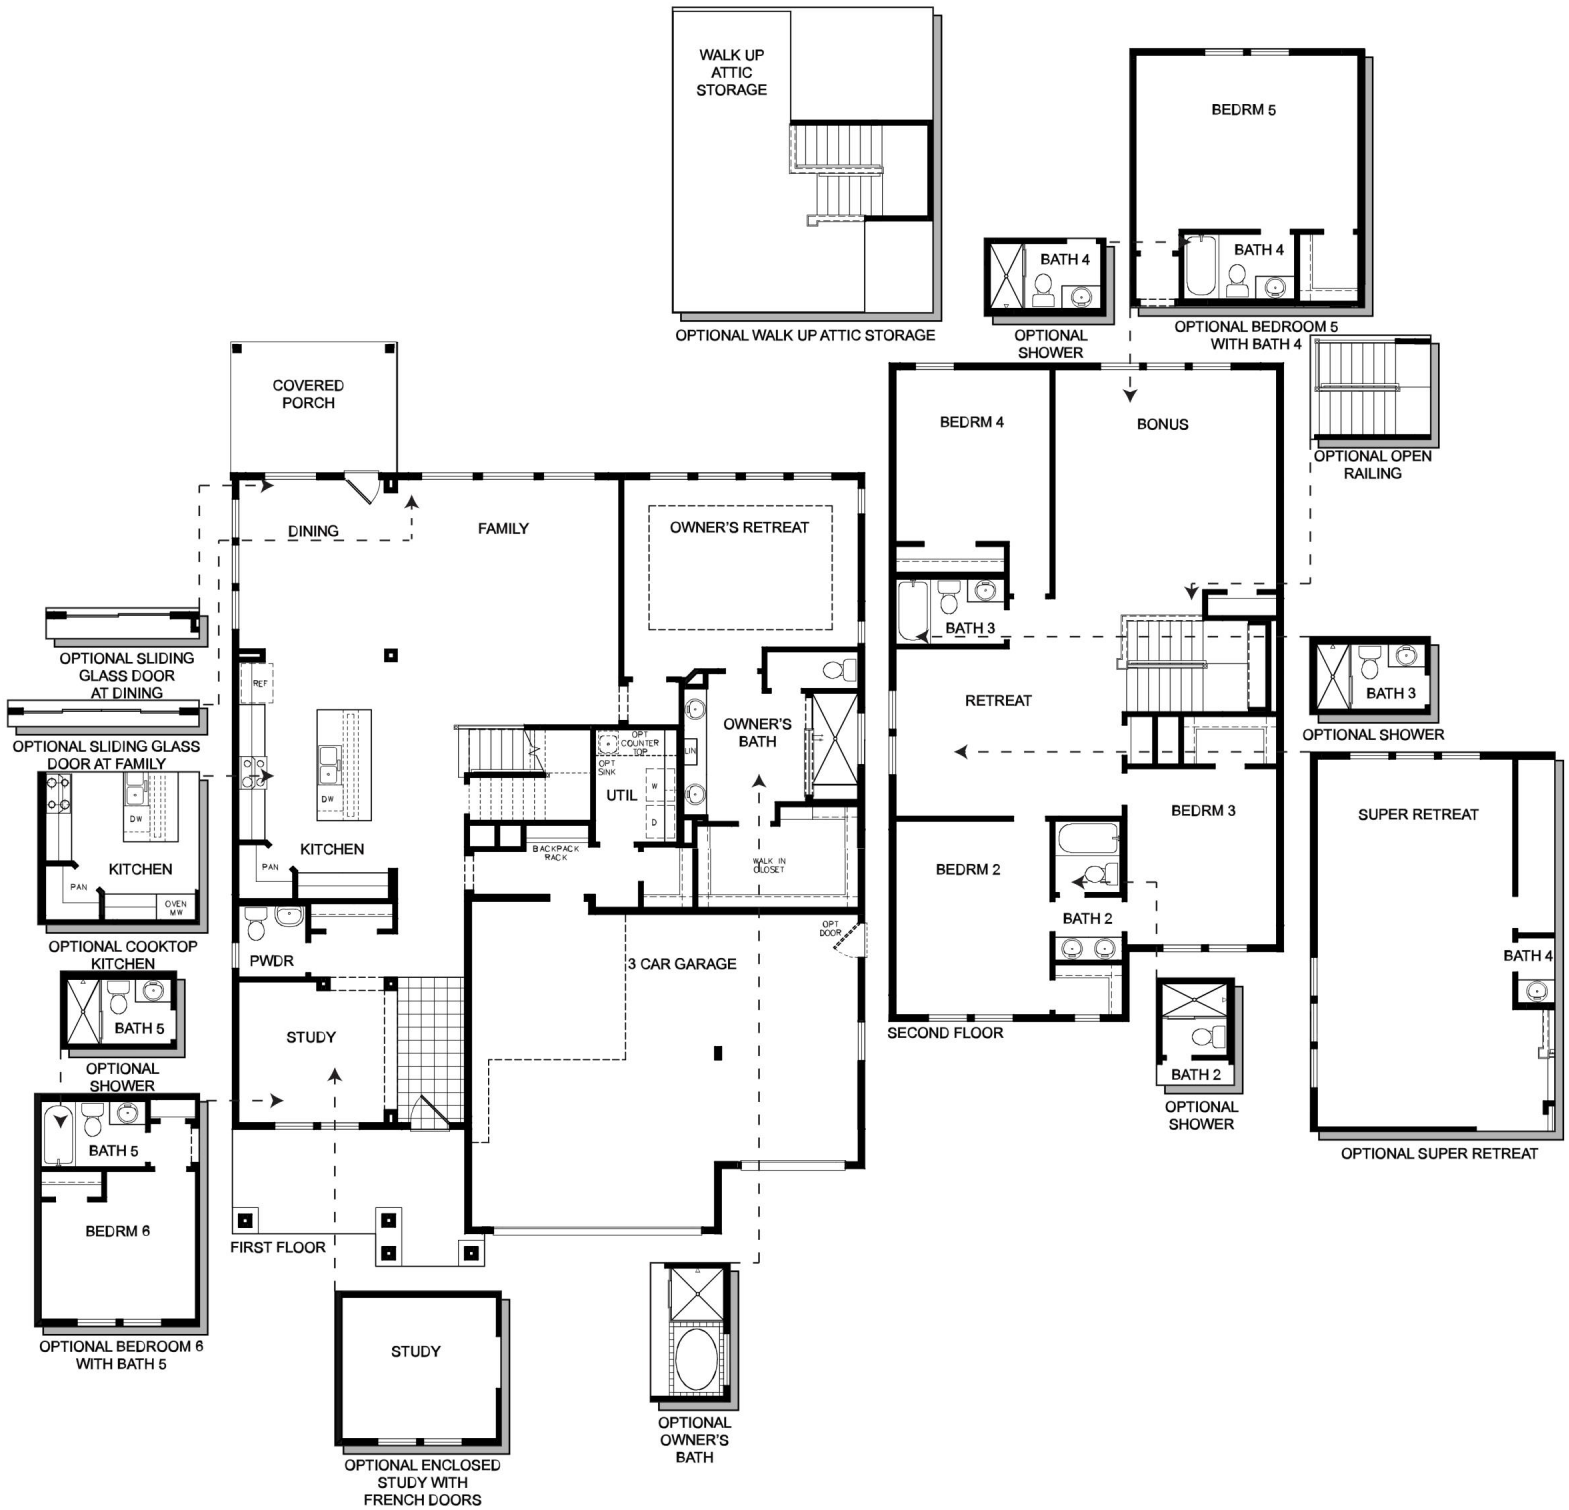 WALK UP
ATTIC
STORAGE
OPTIONAL WALK UP ATTIC STORAGE
BEDRM 5
BATH 4
OPTIONAL BEDROOM 5
WITH BATH 4
BATH 4
OPTIONAL
SHOWER
OPTIONAL OPEN
RAILING
COVERED
PORCH
DINING
FAMILY
OWNER'S RETREAT
OPTIONAL SLIDING
GLASS DOOR
AT DINING
OPTIONAL SLIDING GLASS
DOOR AT FAMILY
REF
DW
KITCHEN
PAN
OPT
COUNTER
TOP
OPT
SINK
UTIL
W
D
LIN
OWNER'S
BATH
BACKPACK
RACK
WALK IN
CLOSET
OPT
DOOR
3 CAR GARAGE
PWDR
STUDY
FIRST FLOOR
DW
KITCHEN
PAN
OVEN
MW
OPTIONAL COOKTOP
KITCHEN
BATH 5
OPTIONAL
SHOWER
BATH 5
BEDRM 6
OPTIONAL BEDROOM 6
WITH BATH 5
STUDY
OPTIONAL ENCLOSED
STUDY WITH
FRENCH DOORS
OPTIONAL
OWNER'S
BATH
BEDRM 4
BONUS
BATH 3
RETREAT
BEDRM 3
BEDRM 2
BATH 2
SECOND FLOOR
BATH 3
OPTIONAL SHOWER
BATH 2
OPTIONAL
SHOWER
SUPER RETREAT
BATH 4
OPTIONAL SUPER RETREAT